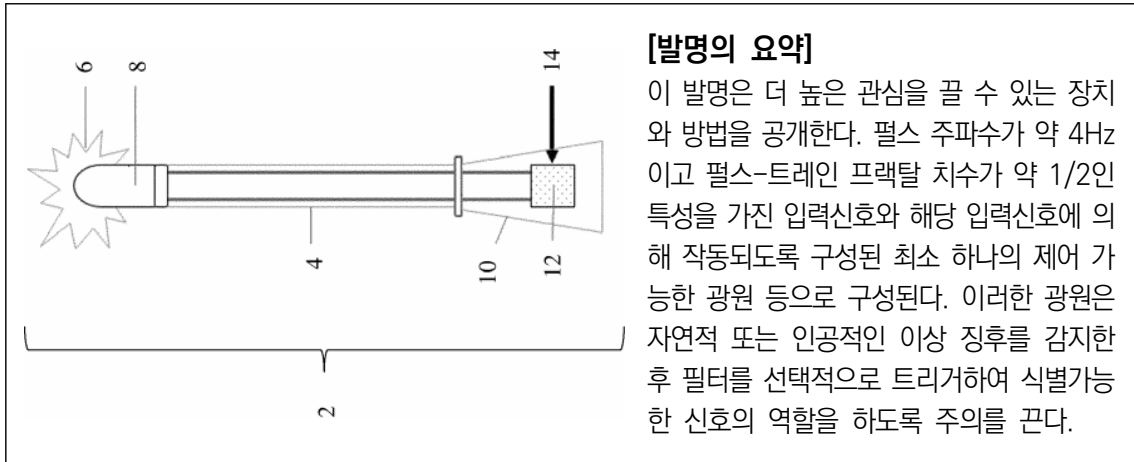 6
8
14
4
10
12
2
[발명의 요약]
이 발명은 더 높은 관심을 끌 수 있는 장치
와 방법을 공개한다. 펄스 주파수가 약 4Hz
이고 펄스-트레인 프랙탈 치수가 약 1/2인
특성을 가진 입력신호와 해당 입력신호에 의
해 작동되도록 구성된 최소 하나의 제어 가
능한 광원 등으로 구성된다. 이러한 광원은
자연적 또는 인공적인 이상 징후를 감지한
후 필터를 선택적으로 트리거하여 식별가능
한 신호의 역할을 하도록 주의를 끈다.